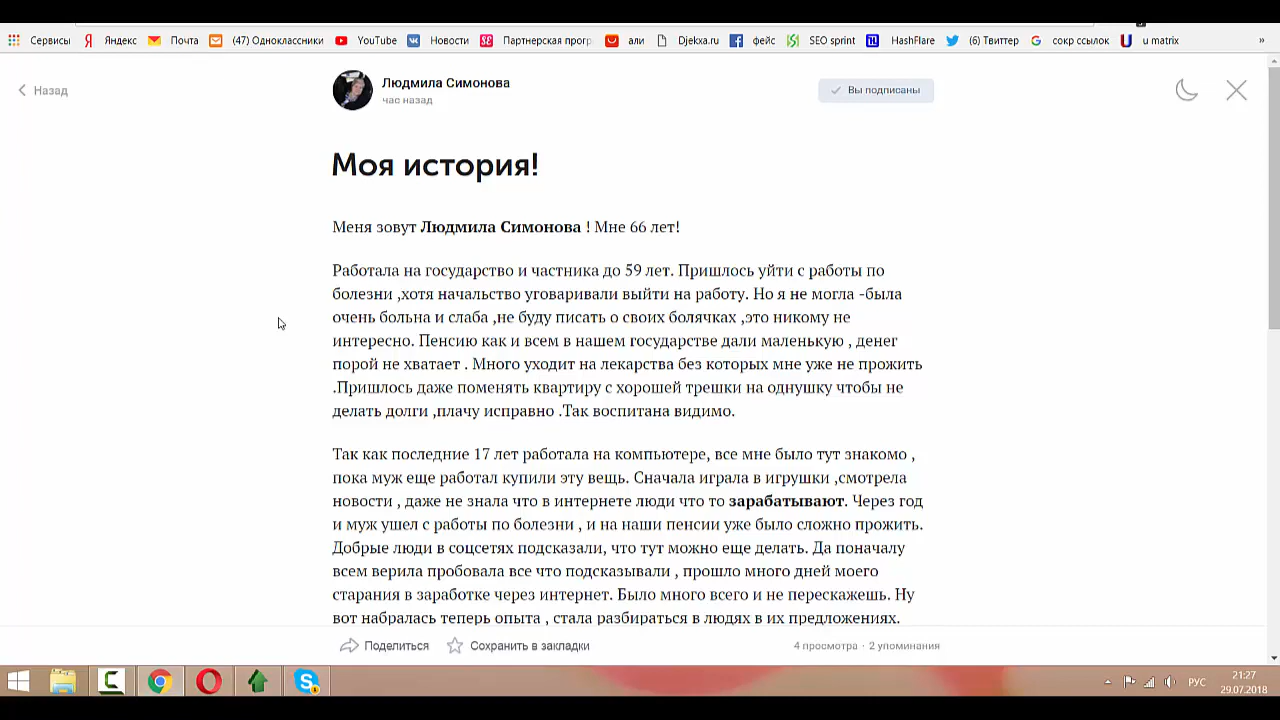 Сервисы Яндекс Почта (47) Одноклассники YouTube Новости Партнерская прог али Djekxa.ru фейс SEO sprint HashFlare (6) Твиттер сокр ссылок u matrix »
Назад
Людмила Симонова
час назад
Вы подписаны
Моя история!
Меня зовут Людмила Симонова ! Мне 66 лет!
Работала на государство и частника до 59 лет. Пришлось уйти с работы по
болезни ,хотя начальство уговаривали выйти на работу. Но я не могла -была
очень больна и слаба ,не буду писать о своих болячках ,это никому не
интересно. Пенсию как и всем в нашем государстве дали маленькую , денег
порой не хватает . Много уходит на лекарства без которых мне уже не прожить
.Пришлось даже поменять квартиру с хорошей трешки на однушку чтобы не
делать долги ,плачу исправно .Так воспитана видимо.
Так как последние 17 лет работала на компьютере, все мне было тут знакомо ,
пока муж еще работал купили эту вещь. Сначала играла в игрушки ,смотрела
новости , даже не знала что в интернете люди что то зарабатывают. Через год
и муж ушел с работы по болезни , и на наши пенсии уже было сложно прожить.
Добрые люди в соцсетях подсказали, что тут можно еще делать. Да поначалу
всем верила пробовала все что подсказывали , прошло много дней моего
старания в заработке через интернет. Было много всего и не перескажешь. Ну
вот набралась теперь опыта , стала разбираться в людях в их предложениях.
Поделиться Сохранить в закладки 4 просмотра · 2 упоминания
РУС
21:27
29.07.2018